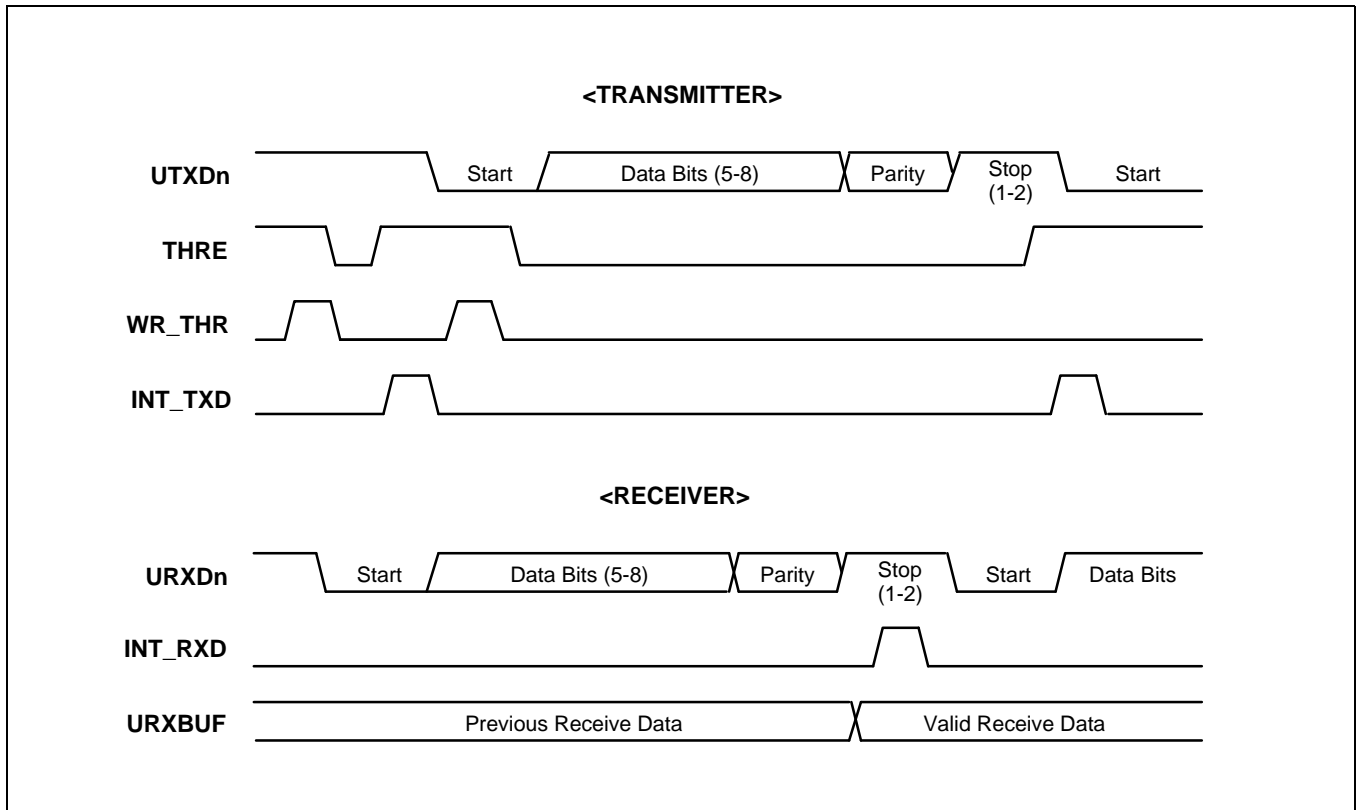 <TRANSMITTER>
UTXDn Start Data Bits (5-8) Parity Stop (1-2) Start
THRE
WR_THR
INT_TXD
<RECEIVER>
URXDn Start Data Bits (5-8) Parity Stop (1-2) Start Data Bits
INT_RXD
URXBUF Previous Receive Data Valid Receive Data